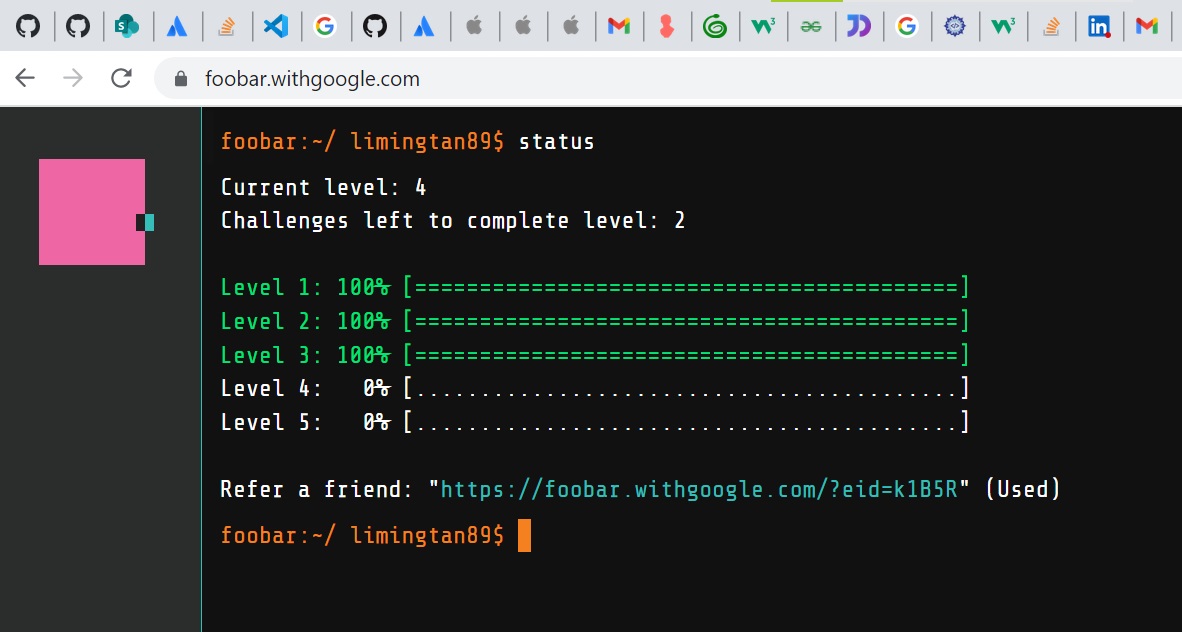 foobar.withgoogle.com
foobar:~/ limingtan89$ status
Current level: 4
Challenges left to complete level: 2
Level 1: 100% [==========================================]
Level 2: 100% [==========================================]
Level 3: 100% [==========================================]
Level 4:   0% [..........................................]
Level 5:   0% [..........................................]
Refer a friend: "https://foobar.withgoogle.com/?eid=k1B5R" (Used)
foobar:~/ limingtan89$